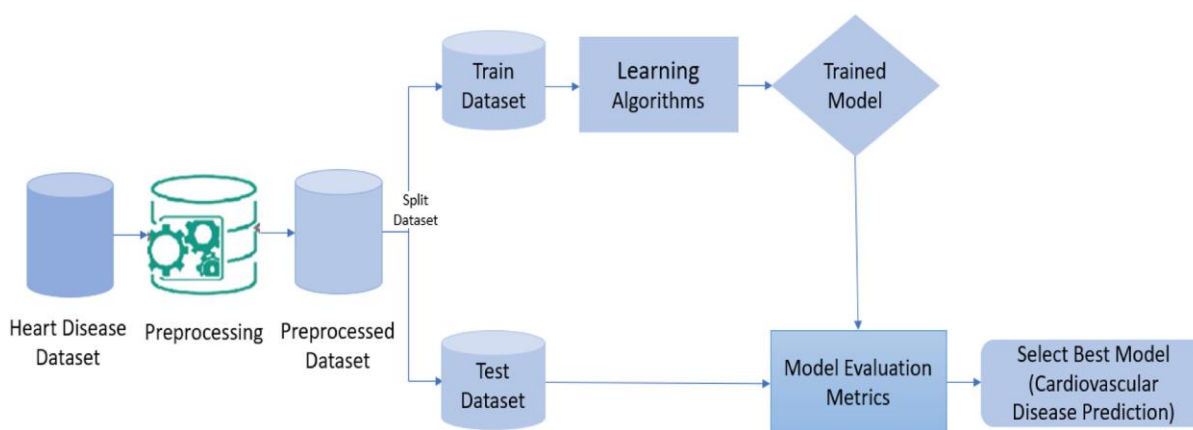 Heart Disease
Dataset
Preprocessing
Preprocessed
Dataset
Split
Dataset
Train
Dataset
Learning
Algorithms
Trained
Model
Test
Dataset
Model Evaluation
Metrics
Select Best Model
(Cardiovascular
Disease Prediction)